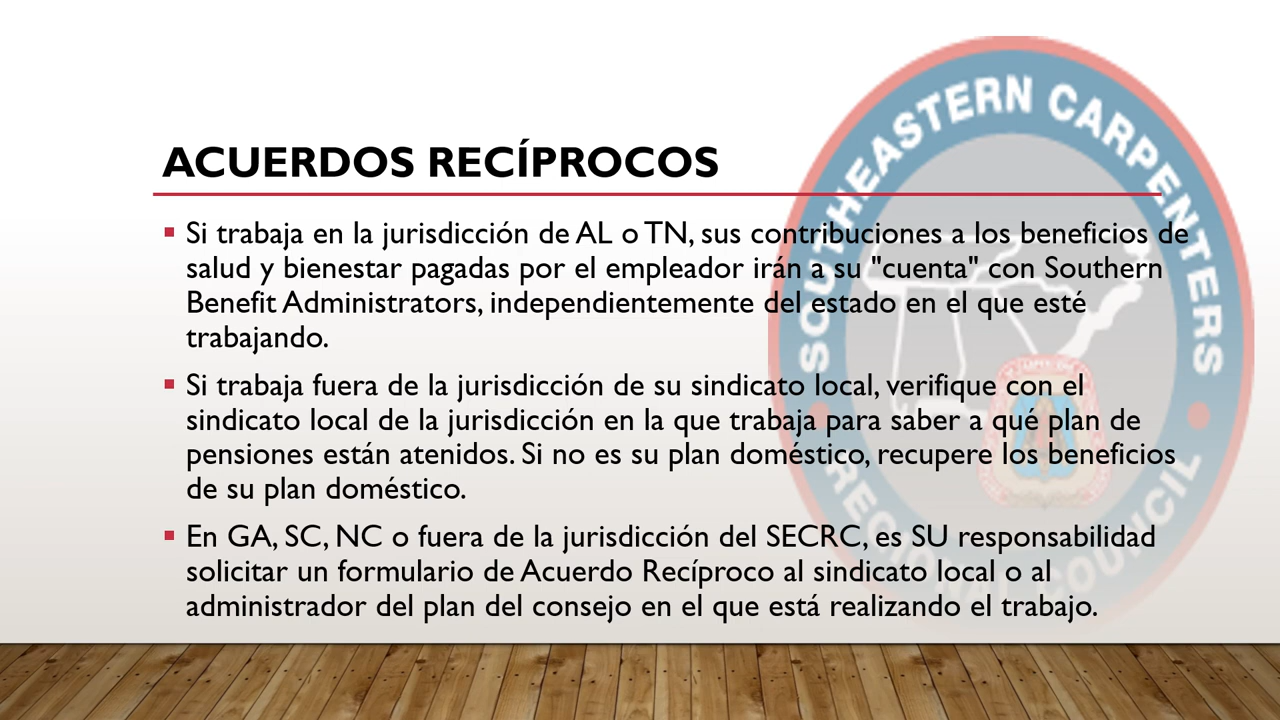 ACUERDOS RECÍPROCOS
▪ Si trabaja en la jurisdicción de AL o TN, sus contribuciones a los beneficios de
salud y bienestar pagadas por el empleador irán a su "cuenta" con Southern
Benefit Administrators, independientemente del estado en el que esté
trabajando.
▪ Si trabaja fuera de la jurisdicción de su sindicato local, verifique con el
sindicato local de la jurisdicción en la que trabaja para saber a qué plan de
pensiones están atenidos. Si no es su plan doméstico, recupere los beneficios
de su plan doméstico.
▪ En GA, SC, NC o fuera de la jurisdicción del SECRC, es SU responsabilidad
solicitar un formulario de Acuerdo Recíproco al sindicato local o al
administrador del plan del consejo en el que está realizando el trabajo.
SOUTHEASTERN CARPENTERS
REGIONAL COUNCIL